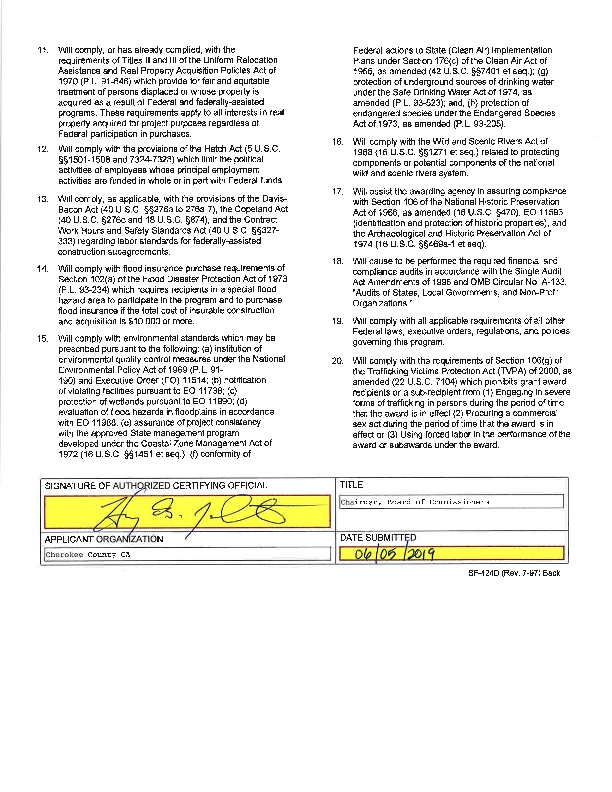 11. Will comply, or has already complied, with the
requirements of Titles II and III of the Uniform Relocation
Assistance and Real Property Acquisition Policies Act of
1970 (P.L. 91-646) which provide for fair and equitable
treatment of persons displaced or whose property is
acquired as a result of Federal and federally-assisted
programs. These requirements apply to all interests in real
property acquired for project purposes regardless of
Federal participation in purchases.
12. Will comply with the provisions of the Hatch Act (5 U.S.C.
§§1501-1508 and 7324-7328) which limit the political
activities of employees whose principal employment
activities are funded in whole or in part with Federal funds.
13. Will comply, as applicable, with the provisions of the Davis-
Bacon Act (40 U.S.C. §§276a to 276a-7), the Copeland Act
(40 U.S.C. §276c and 18 U.S.C. §874), and the Contract
Work Hours and Safety Standards Act (40 U.S.C. §§327-
333) regarding labor standards for federally-assisted
construction subagreements.
14. Will comply with flood insurance purchase requirements of
Section 102(a) of the Flood Disaster Protection Act of 1973
(P.L. 93-234) which requires recipients in a special flood
hazard area to participate in the program and to purchase
flood insurance if the total cost of insurable construction
and acquisition is $10,000 or more.
15. Will comply with environmental standards which may be
prescribed pursuant to the following: (a) institution of
environmental quality control measures under the National
Environmental Policy Act of 1969 (P.L. 91-
190) and Executive Order (EO) 11514; (b) notification
of violating facilities pursuant to EO 11738; (c)
protection of wetlands pursuant to EO 11990; (d)
evaluation of flood hazards in floodplains in accordance
with EO 11988; (e) assurance of project consistency
with the approved State management program
developed under the Coastal Zone Management Act of
1972 (16 U.S.C. §§1451 et seq.); (f) conformity of
Federal actions to State (Clean Air) Implementation
Plans under Section 176(c) of the Clean Air Act of
1955, as amended (42 U.S.C. §§7401 et seq.); (g)
protection of underground sources of drinking water
under the Safe Drinking Water Act of 1974, as
amended (P.L. 93-523); and, (h) protection of
endangered species under the Endangered Species
Act of 1973, as amended (P.L. 93-205).
16. Will comply with the Wild and Scenic Rivers Act of
1968 (16 U.S.C. §§1271 et seq.) related to protecting
components or potential components of the national
wild and scenic rivers system.
17. Will assist the awarding agency in assuring compliance
with Section 106 of the National Historic Preservation
Act of 1966, as amended (16 U.S.C. §470), EO 11593
(identification and protection of historic properties), and
the Archaeological and Historic Preservation Act of
1974 (16 U.S.C. §§469a-1 et seq).
18. Will cause to be performed the required financial and
compliance audits in accordance with the Single Audit
Act Amendments of 1996 and OMB Circular No. A-133,
"Audits of States, Local Governments, and Non-Profit
Organizations."
19. Will comply with all applicable requirements of all other
Federal laws, executive orders, regulations, and policies
governing this program.
20. Will comply with the requirements of Section 106(g) of
the Trafficking Victims Protection Act (TVPA) of 2000, as
amended (22 U.S.C. 7104) which prohibits grant award
recipients or a sub-recipient from (1) Engaging in severe
forms of trafficking in persons during the period of time
that the award is in effect (2) Procuring a commercial
sex act during the period of time that the award is in
effect or (3) Using forced labor in the performance of the
award or subawards under the award.
SIGNATURE OF AUTHORIZED CERTIFYING OFFICIAL
TITLE
Chairman, Board of Commissioners
APPLICANT ORGANIZATION
Cherokee County GA
DATE SUBMITTED
06/05/2019
SF-424D (Rev. 7-97) Back